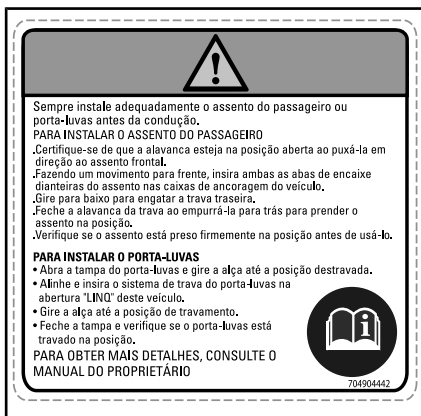 Sempre instale adequadamente o assento do passageiro ou
porta-luvas antes da condução.
PARA INSTALAR O ASSENTO DO PASSAGEIRO
.Certifique-se de que a alavanca esteja na posição aberta ao puxá-la em
direção ao assento frontal.
.Fazendo um movimento para frente, insira ambas as abas de encaixe
dianteiras do assento nas caixas de ancoragem do veículo.
.Gire para baixo para engatar a trava traseira.
.Feche a alavanca da trava ao empurrá-la para trás para prender o
assento na posição.
.Verifique se o assento está preso firmemente na posição antes de usá-lo.
PARA INSTALAR O PORTA-LUVAS
• Abra a tampa do porta-luvas e gire a alça até a posição destravada.
• Alinhe e insira o sistema de trava do porta-luvas na
abertura "LINQ" deste veículo.
• Gire a alça até a posição de travamento.
• Feche a tampa e verifique se o porta-luvas está
travado na posição.
PARA OBTER MAIS DETALHES, CONSULTE O
MANUAL DO PROPRIETÁRIO
704904442